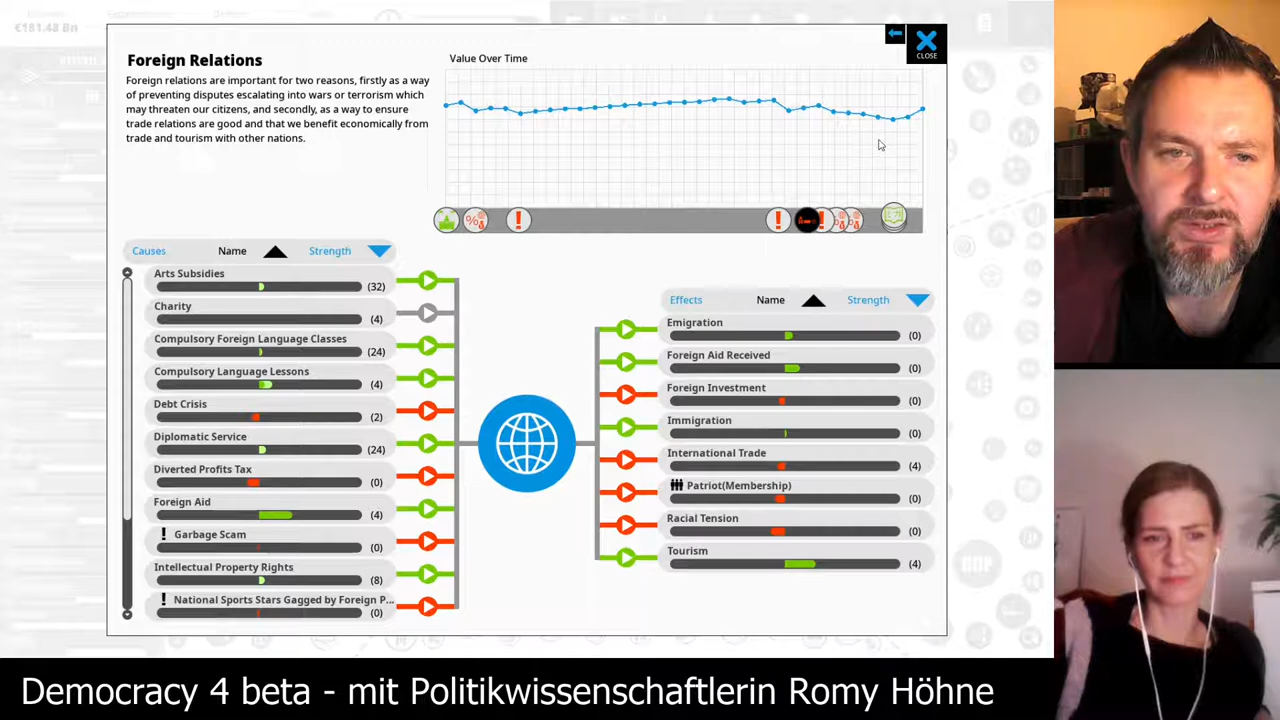 €181.48 Bn
CLOSE
Foreign Relations
Foreign relations are important for two reasons, firstly as a way
of preventing disputes escalating into wars or terrorism which
may threaten our citizens, and secondly, as a way to ensure
trade relations are good and that we benefit economically from
trade and tourism with other nations.
Value Over Time
%
!
!
!
Causes Name Strength
Arts Subsidies
(32)
Charity
(4)
Compulsory Foreign Language Classes
(24)
Compulsory Language Lessons
(4)
Debt Crisis
(2)
Diplomatic Service
(24)
Diverted Profits Tax
(0)
Foreign Aid
(4)
! Garbage Scam
(0)
Intellectual Property Rights
(8)
! National Sports Stars Gagged by Foreign P...
(0)
Effects Name Strength
Emigration
(0)
Foreign Aid Received
(0)
Foreign Investment
(0)
Immigration
(0)
International Trade
(4)
Patriot(Membership)
(0)
Racial Tension
(0)
Tourism
(4)
Democracy 4 beta - mit Politikwissenschaftlerin Romy Höhne